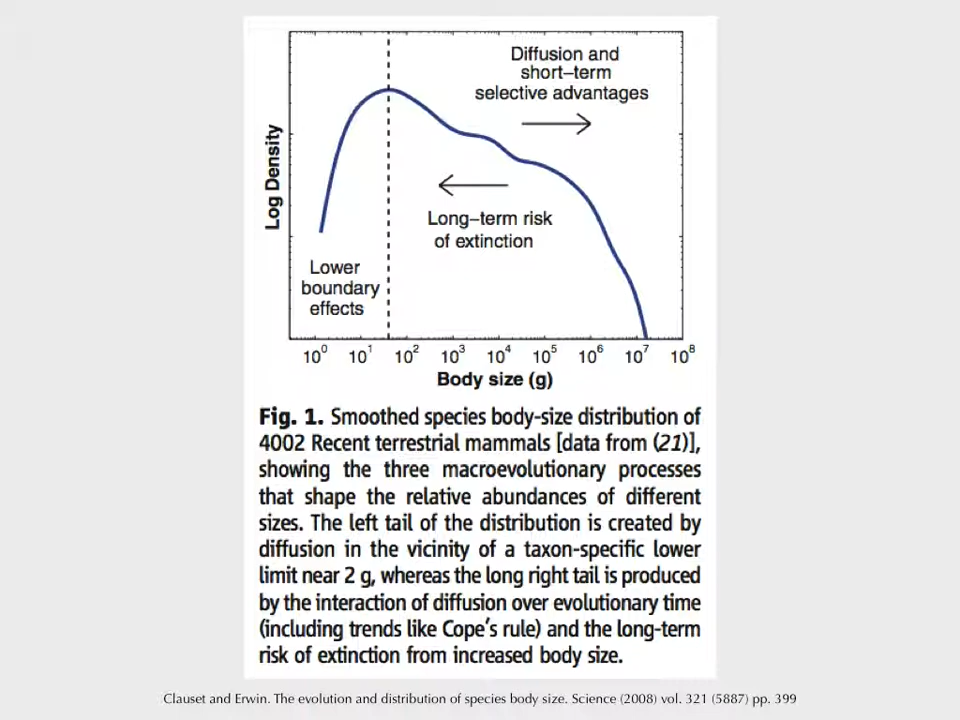 Diffusion and
short–term
selective advantages
Log Density
Long–term risk
of extinction
Lower
boundary
effects
10⁰ 10¹ 10² 10³ 10⁴ 10⁵ 10⁶ 10⁷ 10⁸
Body size (g)
Fig. 1. Smoothed species body-size distribution of
4002 Recent terrestrial mammals [data from (21)],
showing the three macroevolutionary processes
that shape the relative abundances of different
sizes. The left tail of the distribution is created by
diffusion in the vicinity of a taxon-specific lower
limit near 2 g, whereas the long right tail is produced
by the interaction of diffusion over evolutionary time
(including trends like Cope's rule) and the long-term
risk of extinction from increased body size.
Clauset and Erwin. The evolution and distribution of species body size. Science (2008) vol. 321 (5887) pp. 399